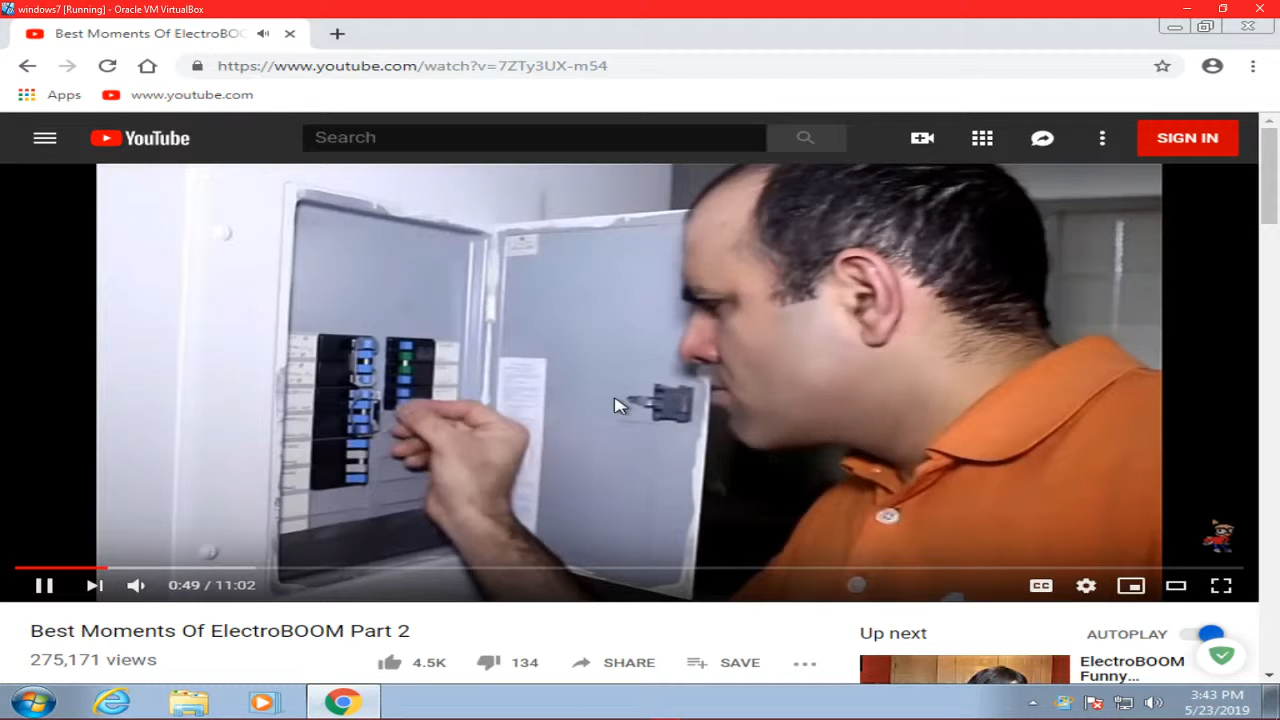 windows7 [Running] - Oracle VM VirtualBox
Best Moments Of ElectroBOO
https://www.youtube.com/watch?v=7ZTy3UX-m54
Apps www.youtube.com
YouTube Search SIGN IN
0:49 / 11:02 CC
Best Moments Of ElectroBOOM Part 2
Up next AUTOPLAY
275,171 views 4.5K 134 SHARE SAVE
ElectroBOOM
Funny...
3:43 PM
5/23/2019